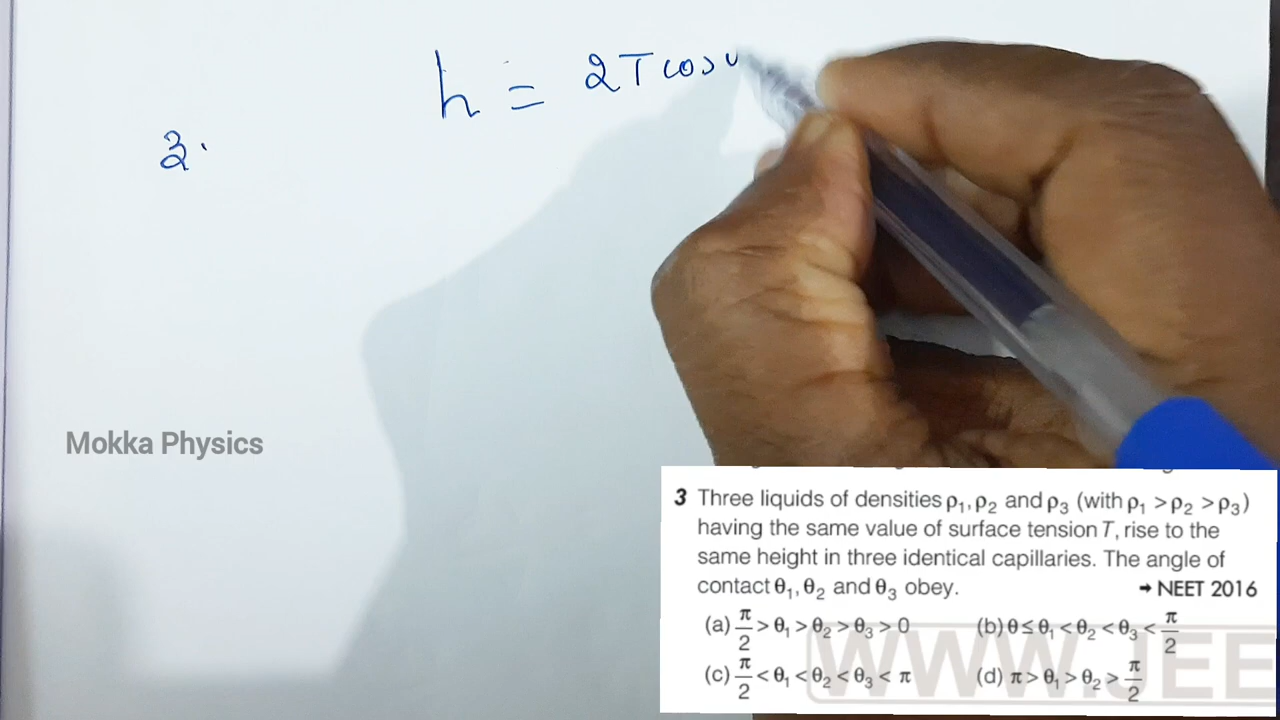 h = 2T cos
3.
Mokka Physics
3 Three liquids of densities ρ₁, ρ₂ and ρ₃ (with ρ₁ > ρ₂ > ρ₃)
having the same value of surface tension T, rise to the
same height in three identical capillaries. The angle of
contact θ₁, θ₂ and θ₃ obey. → NEET 2016
(a) π/2 > θ₁ > θ₂ > θ₃ > 0 (b) θ ≤ θ₁ < θ₂ < θ₃ < π/2
(c) π/2 < θ₁ < θ₂ < θ₃ < π (d) π > θ₁ > θ₂ > π/2
WWW.JEE